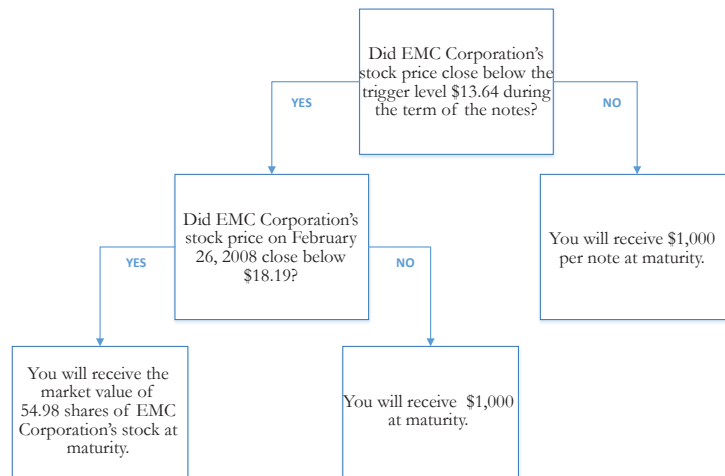 Did EMC Corporation's
stock price close below the
trigger level $13.64 during
the term of the notes?
YES
NO
Did EMC Corporation's
stock price on February
26, 2008 close below
$18.19?
You will receive $1,000
per note at maturity.
YES
NO
You will receive the
market value of
54.98 shares of EMC
Corporation's stock at
maturity.
You will receive $1,000
at maturity.